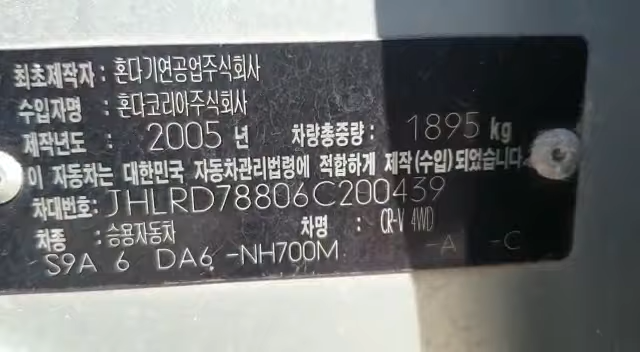 최초제작자 : 혼다기연공업주식회사
수입자명 : 혼다코리아주식회사
제작년도 : 2005 년 차량총중량 : 1895 kg
이 자동차는 대한민국 자동차관리법령에 적합하게 제작 (수입) 되었습니다.
차대번호: JHLRD78806C200439
차종 : 승용자동차 차명 : CR-V 4WD
S9A 6 DA6 -NH700M -A -C